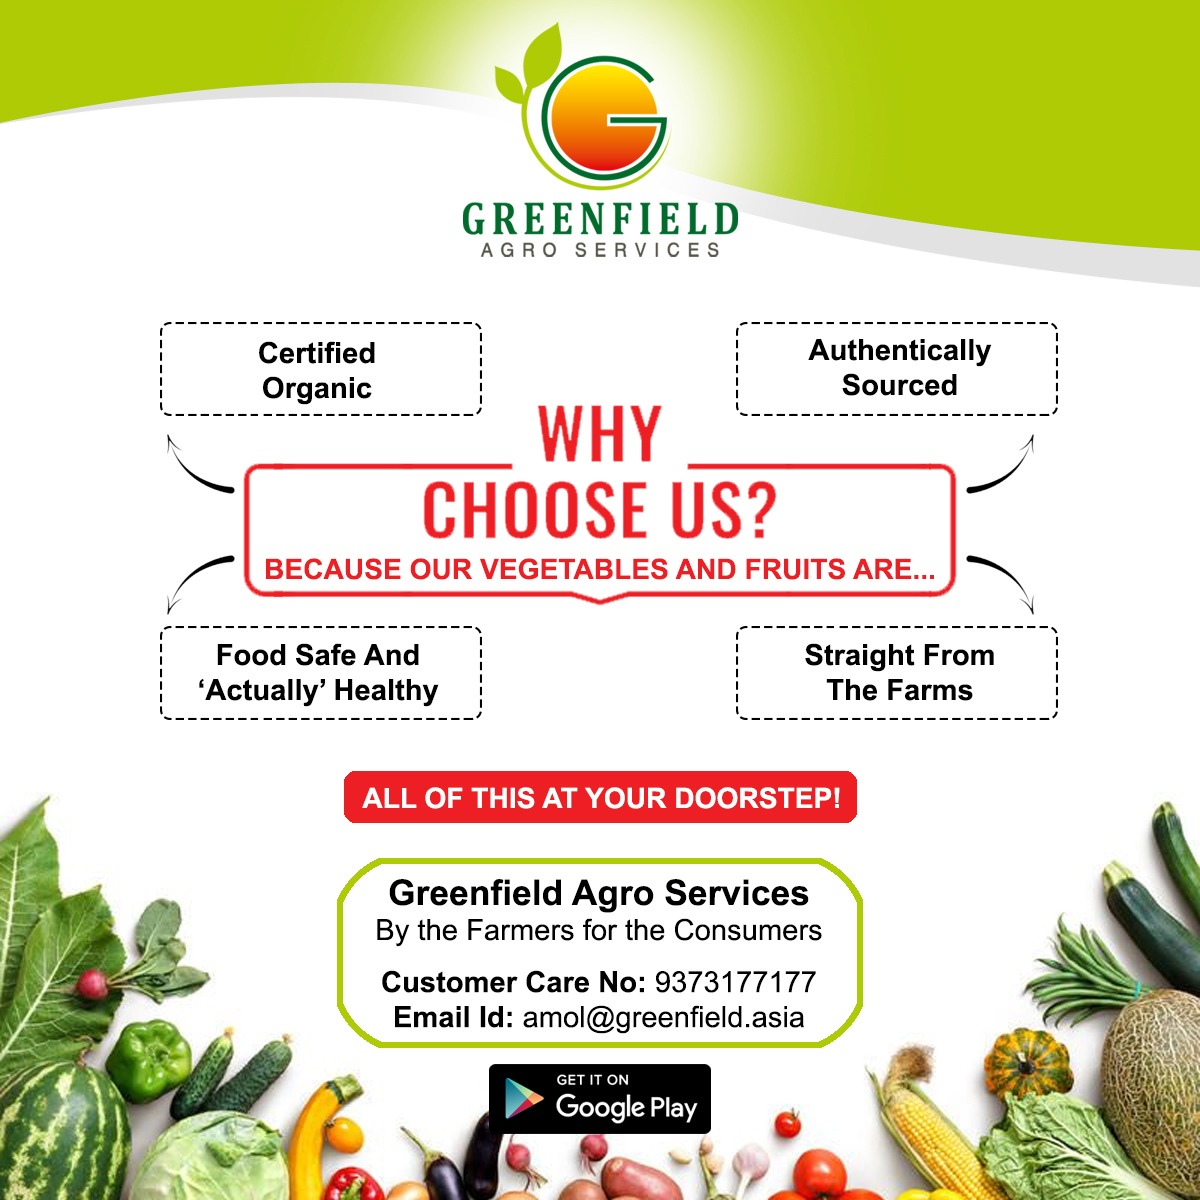 GREENFIELD
AGRO SERVICES
Certified
Organic
Authentically
Sourced
WHY
CHOOSE US?
BECAUSE OUR VEGETABLES AND FRUITS ARE...
Food Safe And
‘Actually’ Healthy
Straight From
The Farms
ALL OF THIS AT YOUR DOORSTEP!
Greenfield Agro Services
By the Farmers for the Consumers
Customer Care No: 9373177177
Email Id: amol@greenfield.asia
GET IT ON
Google Play